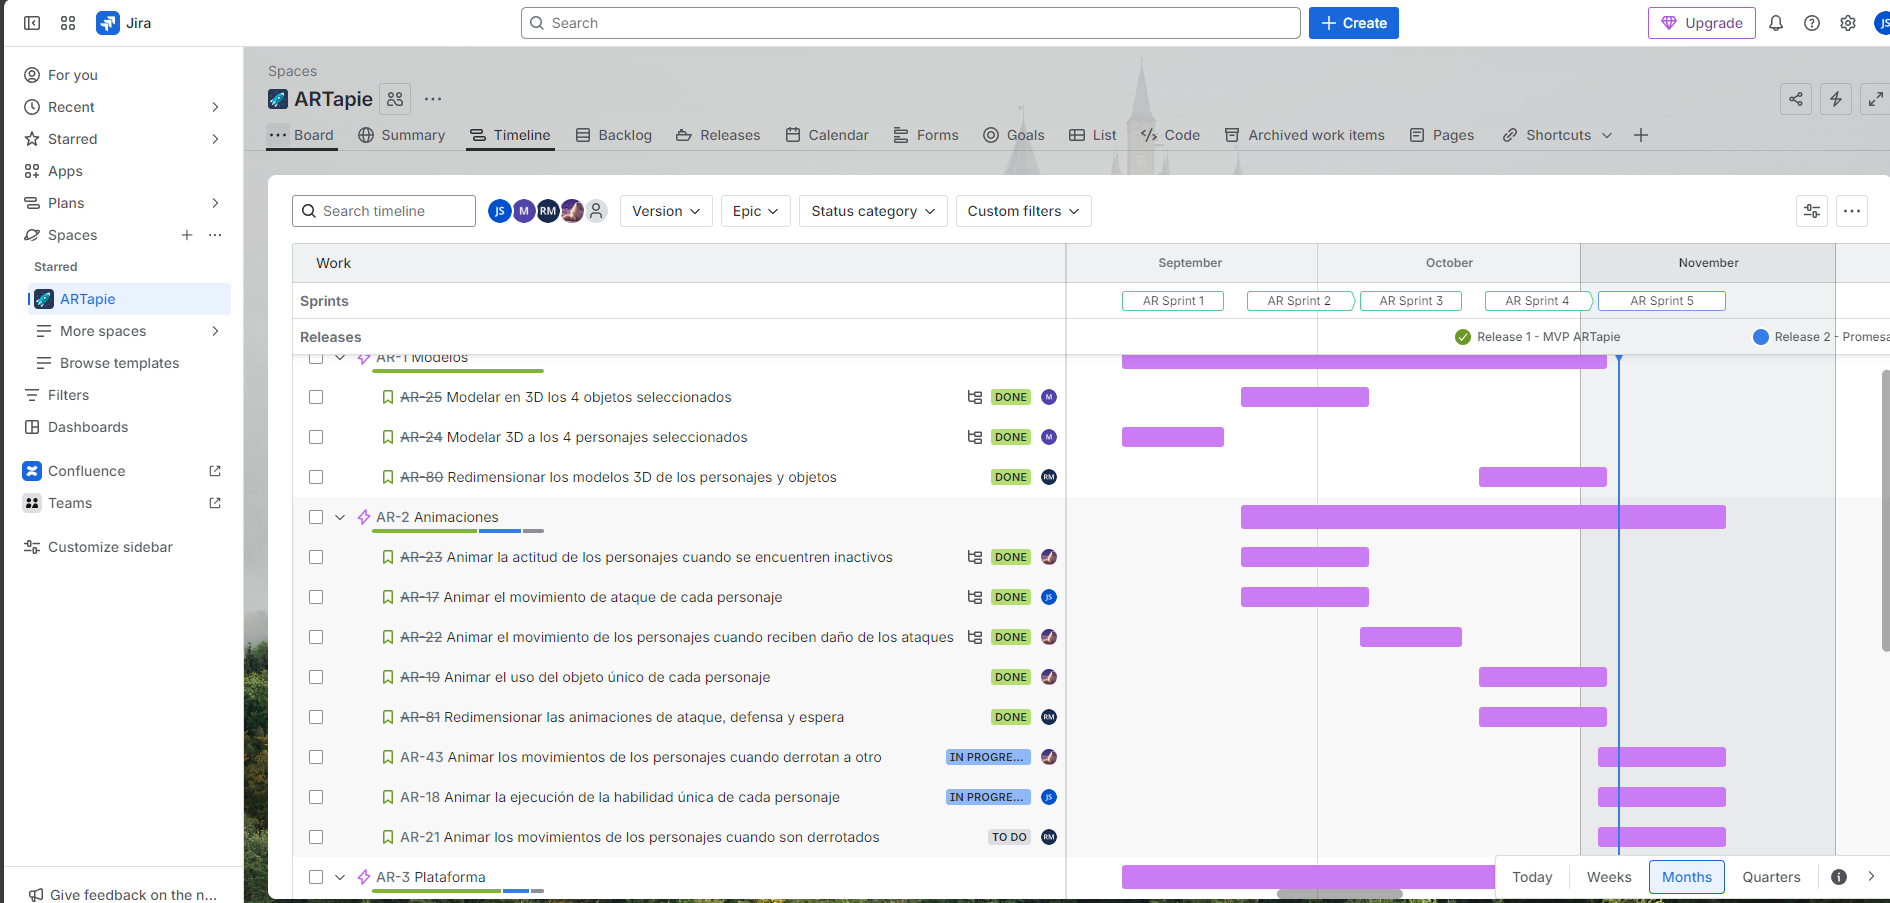 Jira
Search
Create
Upgrade
JS
For you
Recent
Starred
Apps
Plans
Spaces
Starred
ARTapie
More spaces
Browse templates
Filters
Dashboards
Confluence
Teams
Customize sidebar
Give feedback on the n...
Spaces
ARTapie
Board Summary Timeline Backlog Releases Calendar Forms Goals List Code Archived work items Pages Shortcuts
Search timeline
JS M RM
Version Epic Status category Custom filters
Work September October November
Sprints AR Sprint 1 AR Sprint 2 AR Sprint 3 AR Sprint 4 AR Sprint 5
Releases Release 1 - MVP ARTapie Release 2 - Promesa
AR-1 Modelos
AR-25 Modelar en 3D los 4 objetos seleccionados DONE M
AR-24 Modelar 3D a los 4 personajes seleccionados DONE M
AR-80 Redimensionar los modelos 3D de los personajes y objetos DONE RM
AR-2 Animaciones
AR-23 Animar la actitud de los personajes cuando se encuentren inactivos DONE
AR-17 Animar el movimiento de ataque de cada personaje DONE JS
AR-22 Animar el movimiento de los personajes cuando reciben daño de los ataques DONE
AR-19 Animar el uso del objeto único de cada personaje DONE
AR-81 Redimensionar las animaciones de ataque, defensa y espera DONE RM
AR-43 Animar los movimientos de los personajes cuando derrotan a otro IN PROGRE...
AR-18 Animar la ejecución de la habilidad única de cada personaje IN PROGRE... JS
AR-21 Animar los movimientos de los personajes cuando son derrotados TO DO RM
AR-3 Plataforma
Today Weeks Months Quarters